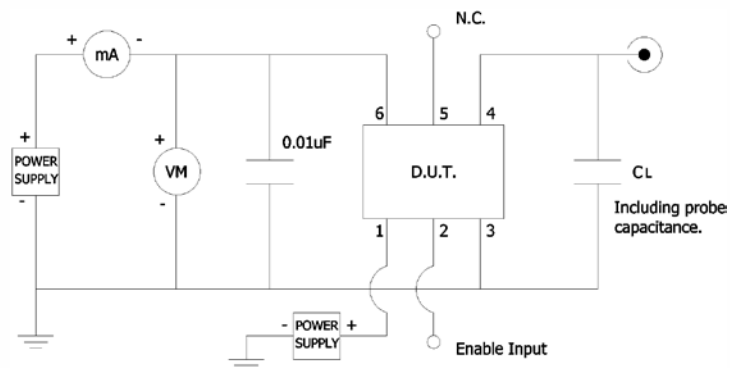 N.C.
+
mA
-
6
5
4
+
POWER
SUPPLY
-
+
VM
-
0.01uF
D.U.T.
CL
Including probe
capacitance.
1
2
3
-
POWER
SUPPLY
+
Enable Input